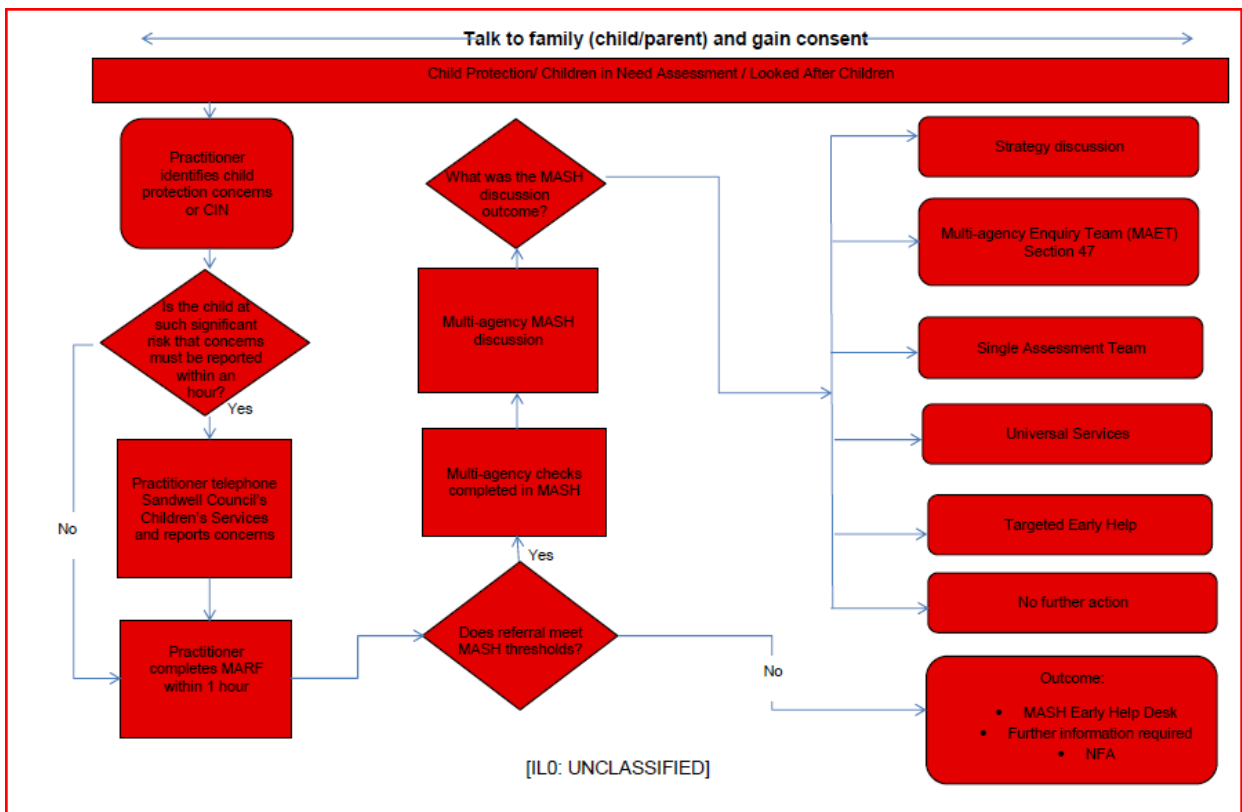 Talk to family (child/parent) and gain consent
Child Protection/ Children in Need Assessment / Looked After Children
Practitioner
identifies child
protection concerns
or CIN
Is the child at
such significant
risk that concerns
must be reported
within an
hour?
Yes
No
Practitioner telephone
Sandwell Council's
Children's Services
and reports concerns
Practitioner
completes MARF
within 1 hour
What was the MASH
discussion
outcome?
Multi-agency MASH
discussion
Multi-agency checks
completed in MASH
Yes
Does referral meet
MASH thresholds?
No
Strategy discussion
Multi-agency Enquiry Team (MAET)
Section 47
Single Assessment Team
Universal Services
Targeted Early Help
No further action
Outcome:
• MASH Early Help Desk
• Further information required
• NFA
[IL0: UNCLASSIFIED]